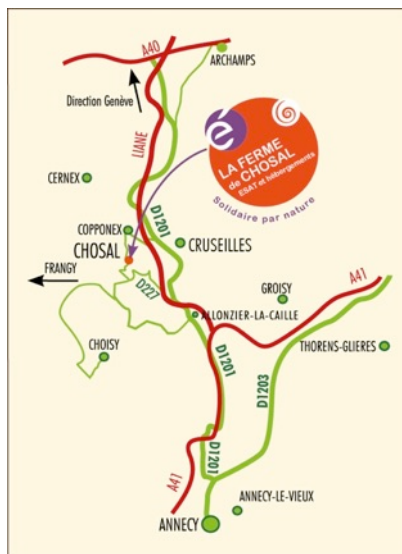 A40
ARCHAMPS
Direction Genève
LIANE
é
LA FERME
de CHOSAL
ESAT et hébergements
Solidaire par nature
CERNEX
D1201
COPPONEX
CRUSEILLES
CHOSAL
FRANGY
D227
GROISY
A41
ALLONZIER-LA-CAILLE
CHOISY
D1201
THORENS-GLIERES
D1203
D1201
A41
ANNECY-LE-VIEUX
ANNECY